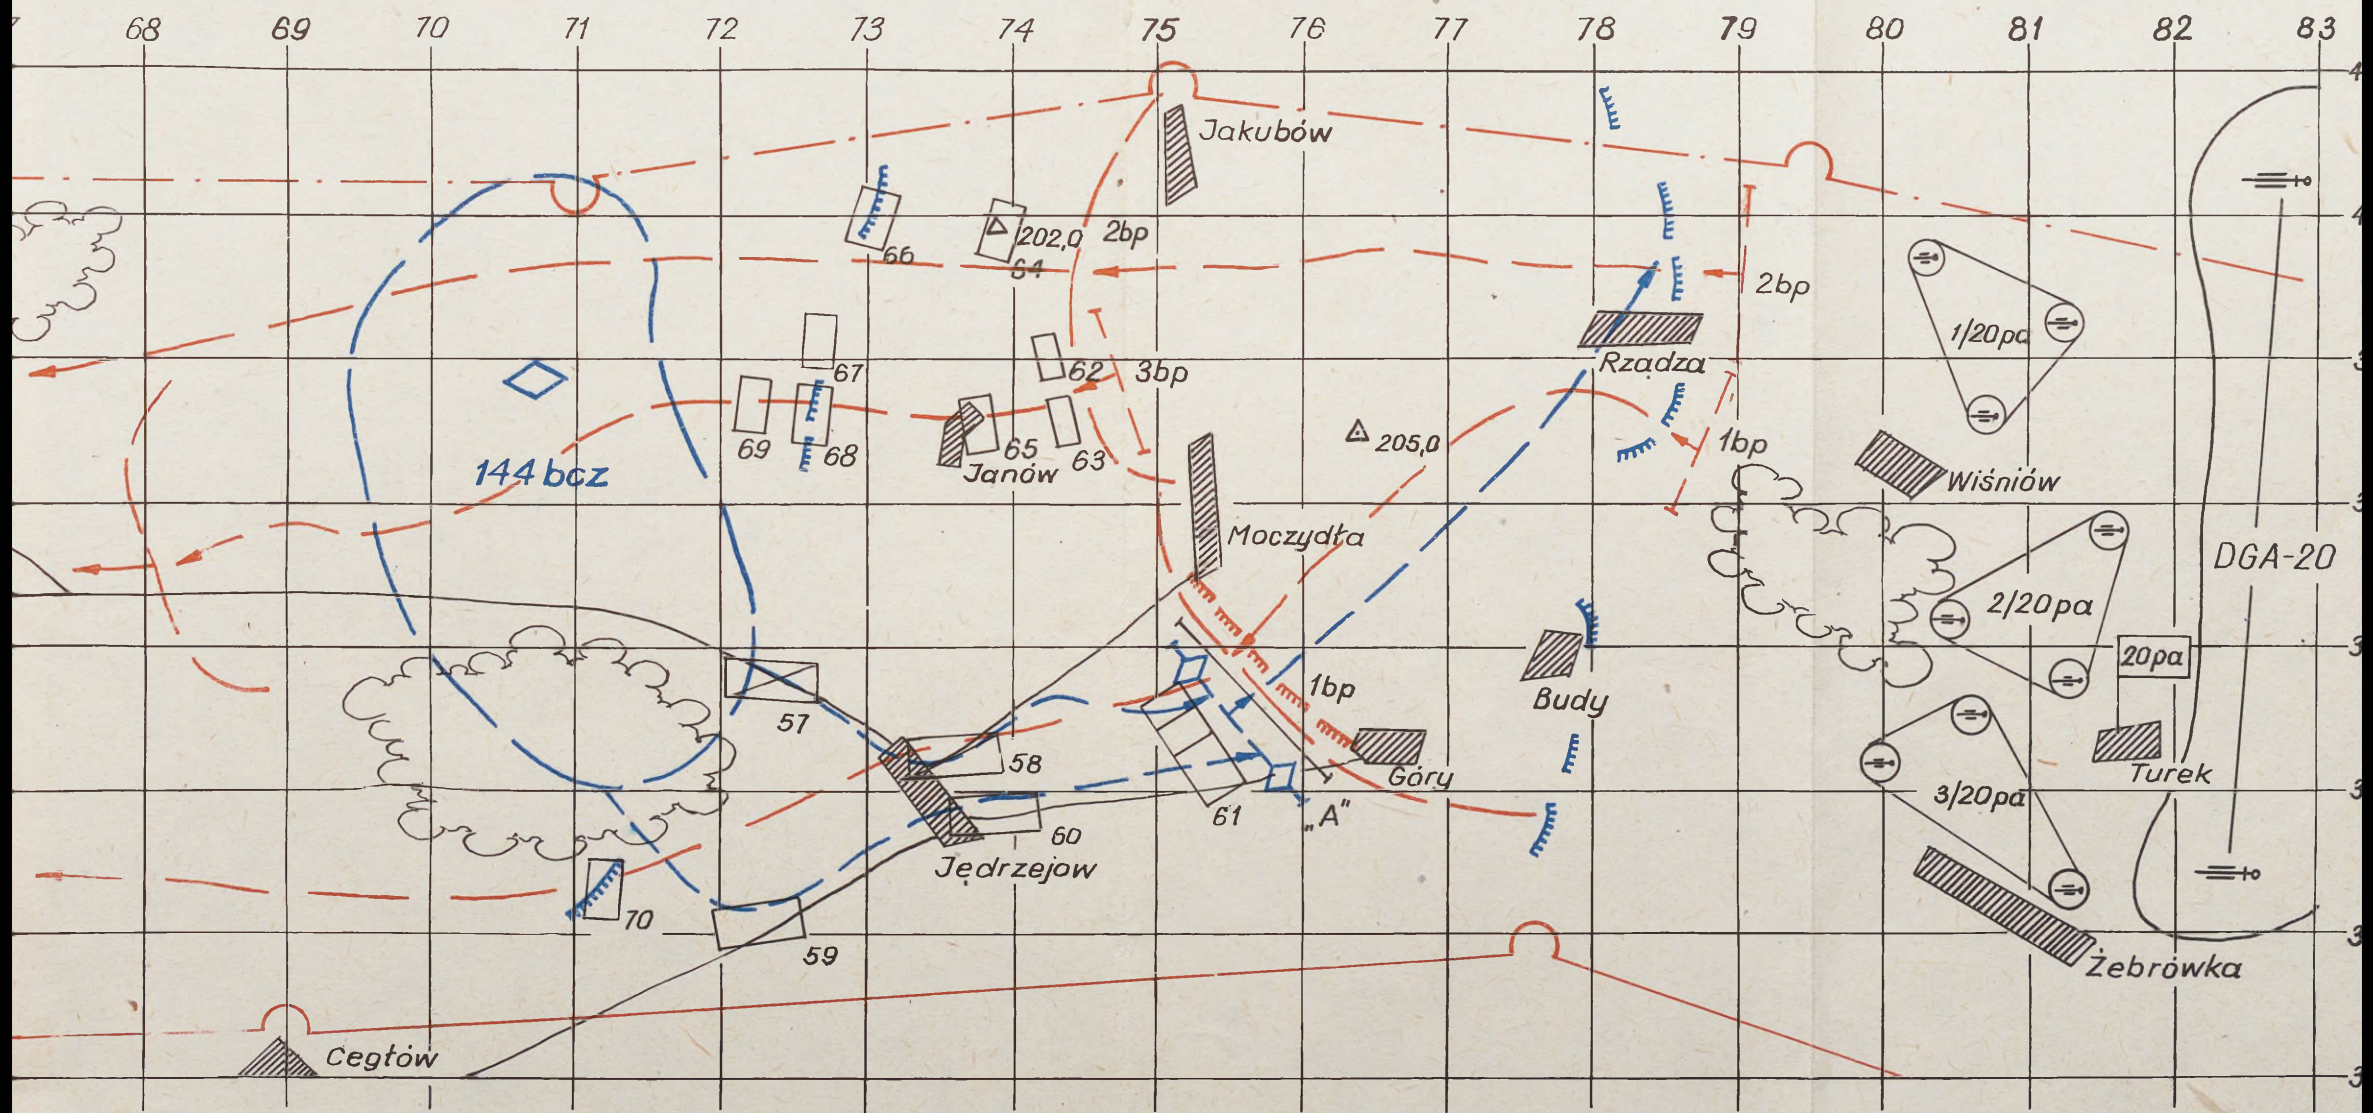 68 69 70 71 72 73 74 75 76 77 78 79 80 81 82 83
Jakubów
202,0
2bp
66
64
2bp
1/20pa
67
62
3bp
Rządza
69
68
65
63
Janów
205,0
1bp
Wiśniów
144 bcz
Moczydła
DGA-20
2/20pa
20pa
57
1bp
Budy
58
Góry
Turek
61
„A"
3/20pa
60
Jędrzejow
70
59
Żebrówka
Cegłów